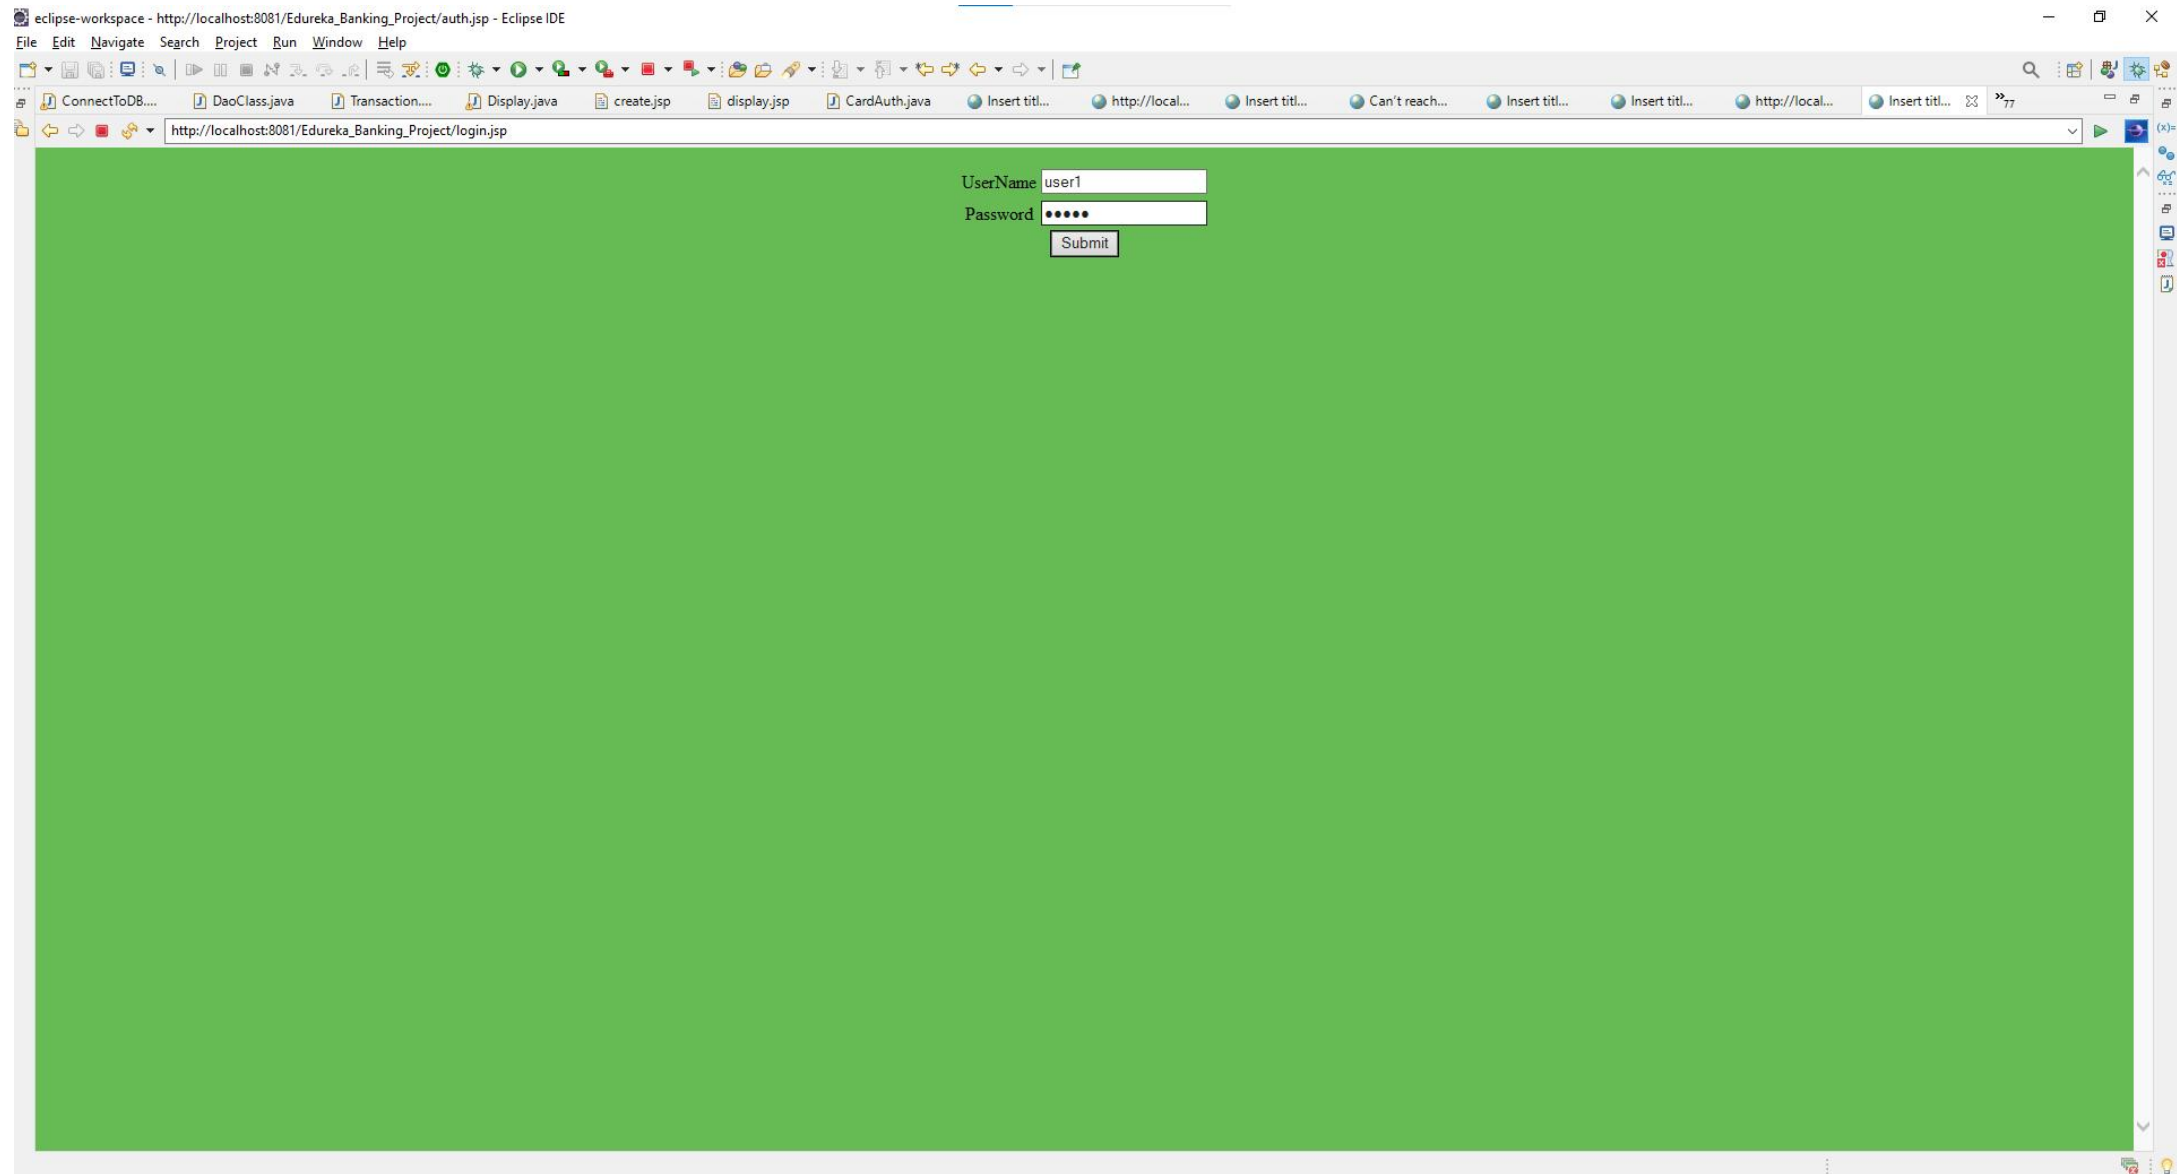 eclipse-workspace - http://localhost:8081/Edureka_Banking_Project/auth.jsp - Eclipse IDE
File Edit Navigate Search Project Run Window Help
ConnectToDB.... DaoClass.java Transaction.... Display.java create.jsp display.jsp CardAuth.java Insert titl... http://local... Insert titl... Can't reach... Insert titl... Insert titl... http://local... Insert titl... »77
http://localhost:8081/Edureka_Banking_Project/login.jsp
(x)=
UserName user1
Password •••••
Submit